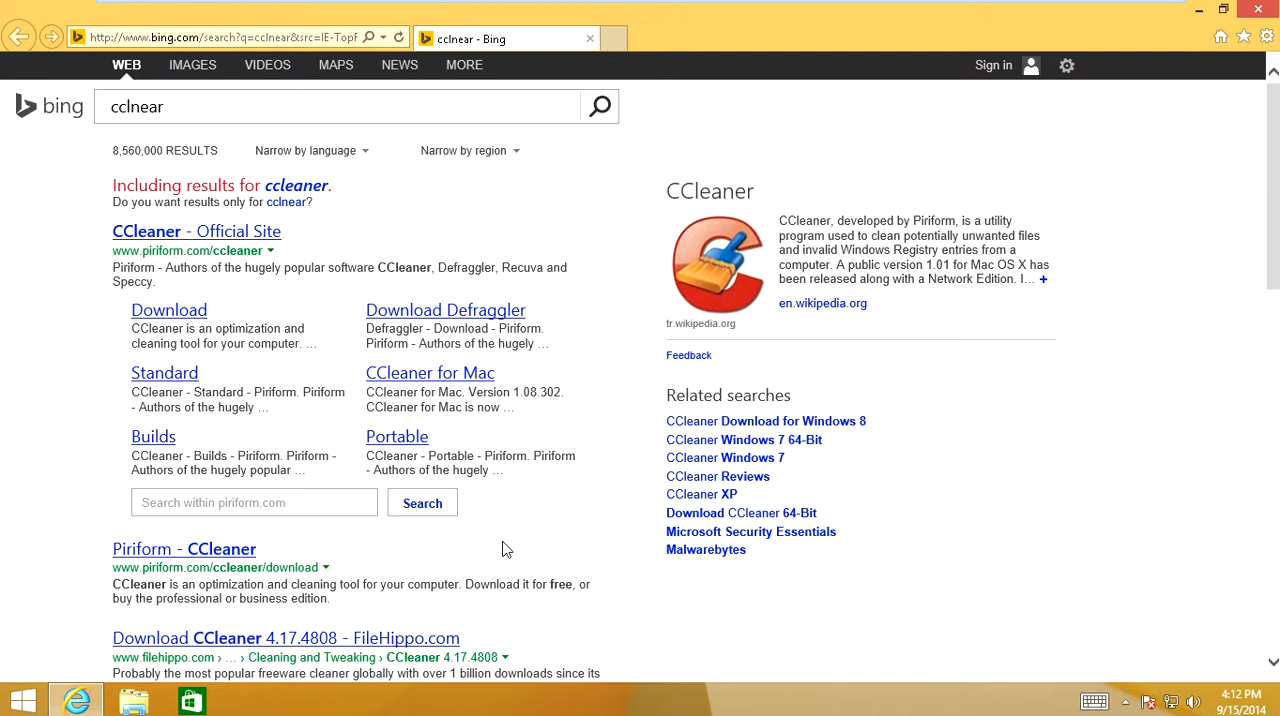 http://www.bing.com/search?q=cclnear&src=IE-TopF
cclnear - Bing
WEB IMAGES VIDEOS MAPS NEWS MORE
Sign in
bing
cclnear
8,560,000 RESULTS Narrow by language Narrow by region
Including results for ccleaner.
Do you want results only for cclnear?
CCleaner - Official Site
www.piriform.com/ccleaner
Piriform - Authors of the hugely popular software CCleaner, Defraggler, Recuva and
Speccy.
Download
CCleaner is an optimization and
cleaning tool for your computer. ...
Download Defraggler
Defraggler - Download - Piriform.
Piriform - Authors of the hugely ...
Standard
CCleaner - Standard - Piriform. Piriform
- Authors of the hugely ...
CCleaner for Mac
CCleaner for Mac. Version 1.08.302.
CCleaner for Mac is now ...
Builds
CCleaner - Builds - Piriform. Piriform -
Authors of the hugely popular ...
Portable
CCleaner - Portable - Piriform. Piriform
- Authors of the hugely ...
Search within piriform.com
Search
Piriform - CCleaner
www.piriform.com/ccleaner/download
CCleaner is an optimization and cleaning tool for your computer. Download it for free, or
buy the professional or business edition.
Download CCleaner 4.17.4808 - FileHippo.com
www.filehippo.com › ... › Cleaning and Tweaking › CCleaner 4.17.4808
Probably the most popular freeware cleaner globally with over 1 billion downloads since its
CCleaner
CCleaner, developed by Piriform, is a utility
program used to clean potentially unwanted files
and invalid Windows Registry entries from a
computer. A public version 1.01 for Mac OS X has
been released along with a Network Edition. I... +
en.wikipedia.org
tr.wikipedia.org
Feedback
Related searches
CCleaner Download for Windows 8
CCleaner Windows 7 64-Bit
CCleaner Windows 7
CCleaner Reviews
CCleaner XP
Download CCleaner 64-Bit
Microsoft Security Essentials
Malwarebytes
4:12 PM
9/15/2014